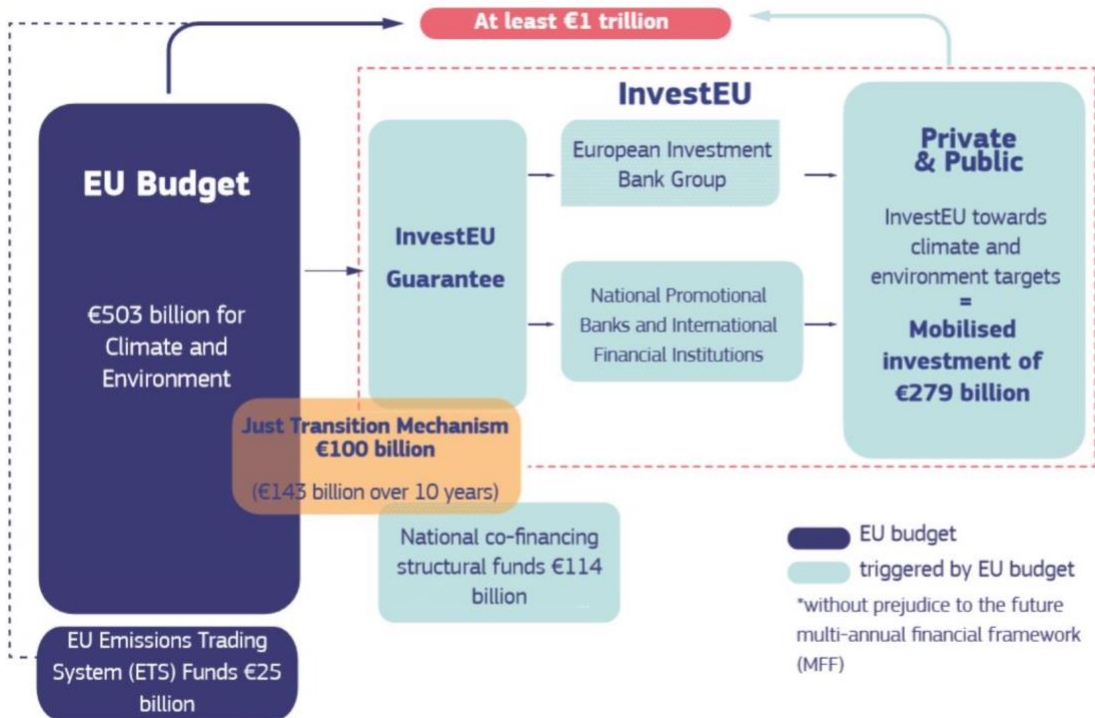 At least €1 trillion
EU Budget
€503 billion for
Climate and
Environment
InvestEU
InvestEU
Guarantee
European Investment
Bank Group
National Promotional
Banks and International
Financial Institutions
Private
& Public
InvestEU towards
climate and
environment targets
=
Mobilised
investment of
€279 billion
Just Transition Mechanism
€100 billion
(€143 billion over 10 years)
National co-financing
structural funds €114
billion
EU Emissions Trading
System (ETS) Funds €25
billion
EU budget
triggered by EU budget
*without prejudice to the future
multi-annual financial framework
(MFF)